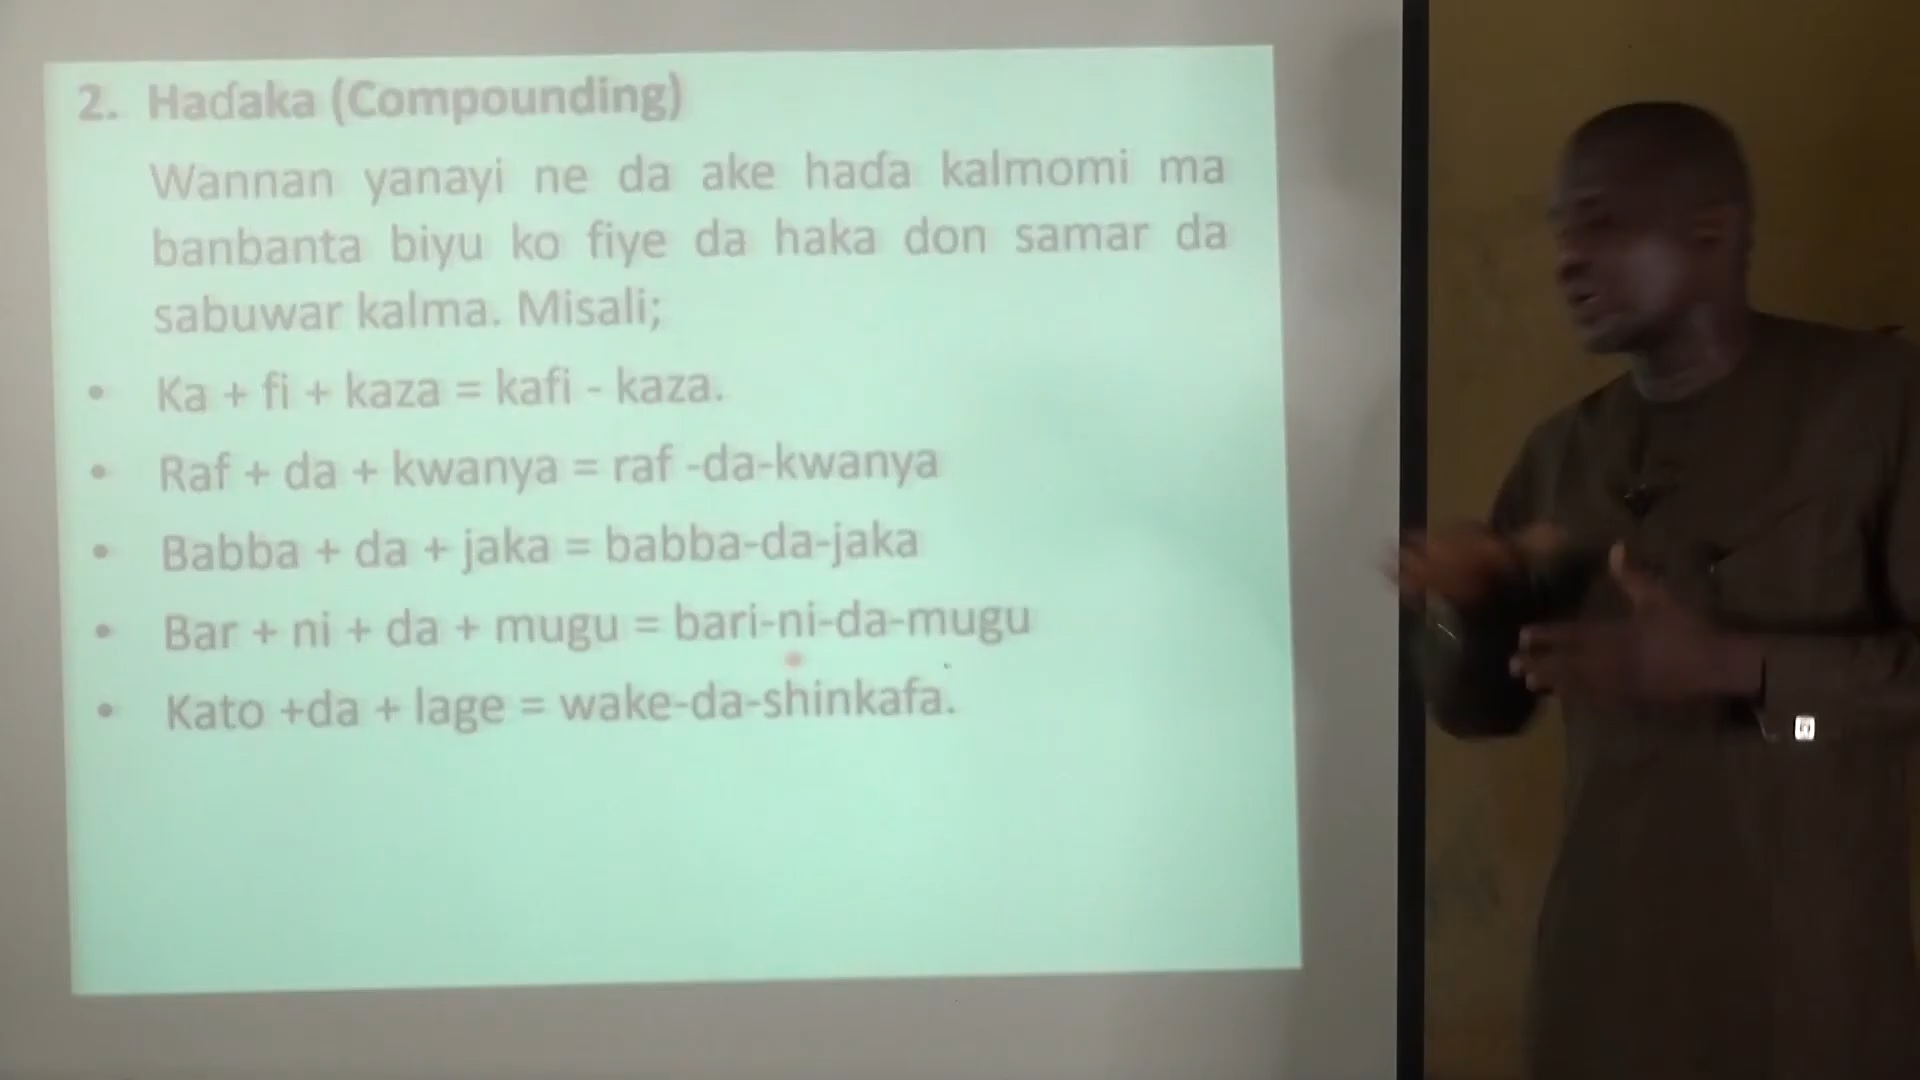 2. Haɗaka (Compounding)
Wannan yanayi ne da ake haɗa kalmomi ma
banbanta biyu ko fiye da haka don samar da
sabuwar kalma. Misali;
• Ka + fi + kaza = kafi - kaza.
• Raf + da + kwanya = raf -da-kwanya
• Babba + da + jaka = babba-da-jaka
• Bar + ni + da + mugu = bari-ni-da-mugu
• Kato +da + lage = wake-da-shinkafa.